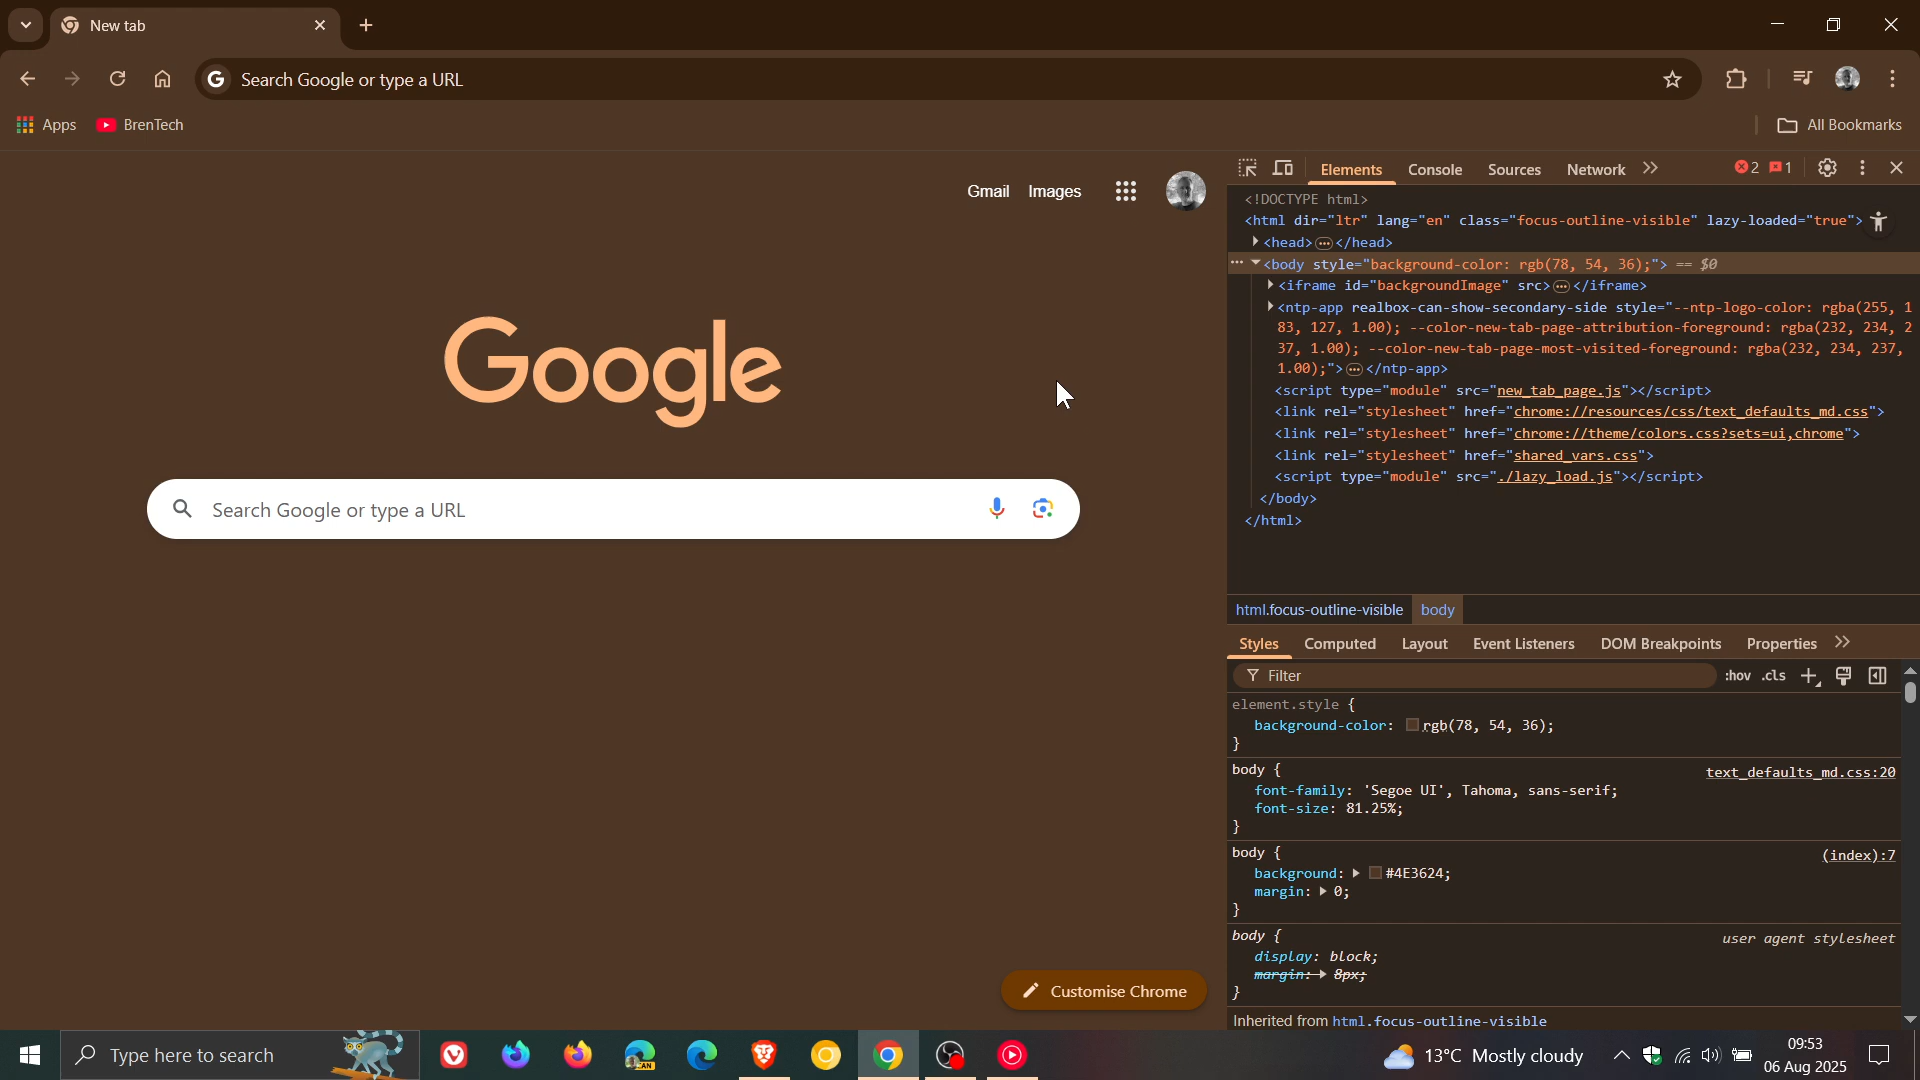 New tab
Search Google or type a URL
Apps
BrenTech
All Bookmarks
Gmail
Images
Google
Search Google or type a URL
Customise Chrome
Elements
Console
Sources
Network
2
1
<!DOCTYPE html>
<html dir="ltr" lang="en" class="focus-outline-visible" lazy-loaded="true">
<head>…</head>
<body style="background-color: rgb(78, 54, 36);"> == $0
<iframe id="backgroundImage" src>…</iframe>
<ntp-app realbox-can-show-secondary-side style="--ntp-logo-color: rgba(255, 1
83, 127, 1.00); --color-new-tab-page-attribution-foreground: rgba(232, 234, 2
37, 1.00); --color-new-tab-page-most-visited-foreground: rgba(232, 234, 237,
1.00);">…</ntp-app>
<script type="module" src="new_tab_page.js"></script>
<link rel="stylesheet" href="chrome://resources/css/text_defaults_md.css">
<link rel="stylesheet" href="chrome://theme/colors.css?sets=ui,chrome">
<link rel="stylesheet" href="shared_vars.css">
<script type="module" src="./lazy_load.js"></script>
</body>
</html>
html.focus-outline-visible
body
Styles
Computed
Layout
Event Listeners
DOM Breakpoints
Properties
Filter
:hov
.cls
element.style {
background-color: rgb(78, 54, 36);
}
body {
text_defaults_md.css:20
font-family: 'Segoe UI', Tahoma, sans-serif;
font-size: 81.25%;
}
body {
(index):7
background: #4E3624;
margin: 0;
}
body {
user agent stylesheet
display: block;
margin: 8px;
}
Inherited from html.focus-outline-visible
Type here to search
CAN
13°C Mostly cloudy
09:53
06 Aug 2025